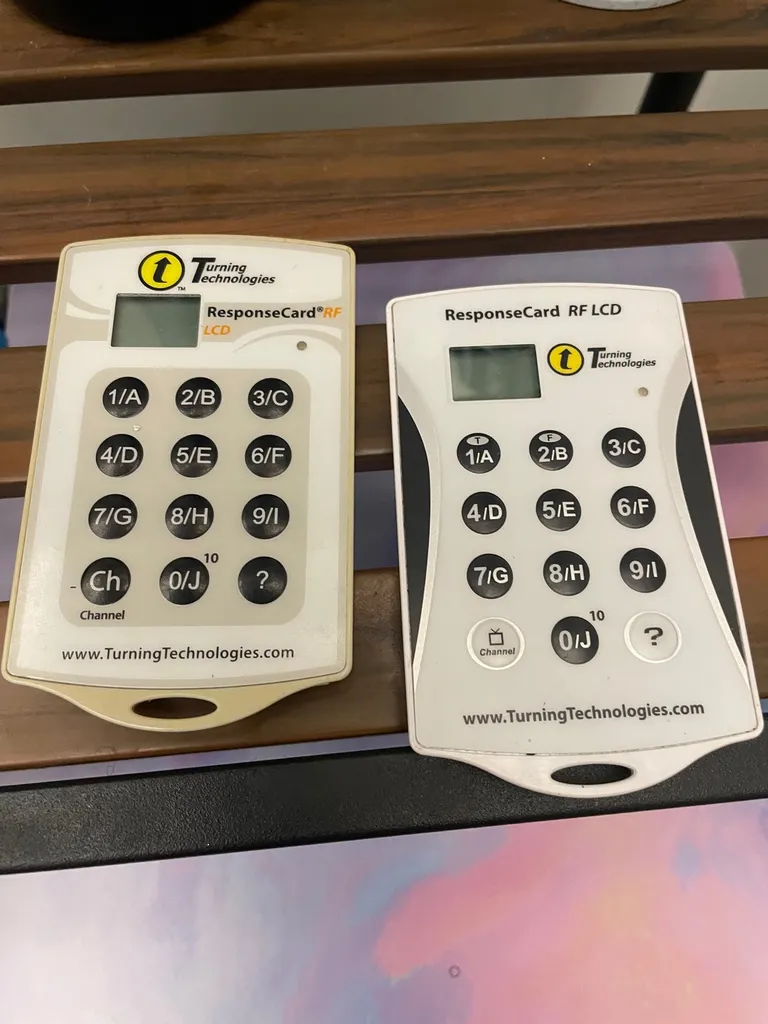 t Turning
Technologies
TM
ResponseCard® RF
LCD
1/A 2/B 3/C
4/D 5/E 6/F
7/G 8/H 9/I
- Ch 0/J 10 ?
Channel
www.TurningTechnologies.com
ResponseCard RF LCD
t Turning
Technologies
T F
1/A 2/B 3/C
4/D 5/E 6/F
7/G 8/H 9/I
Channel 0/J 10 ?
www.TurningTechnologies.com